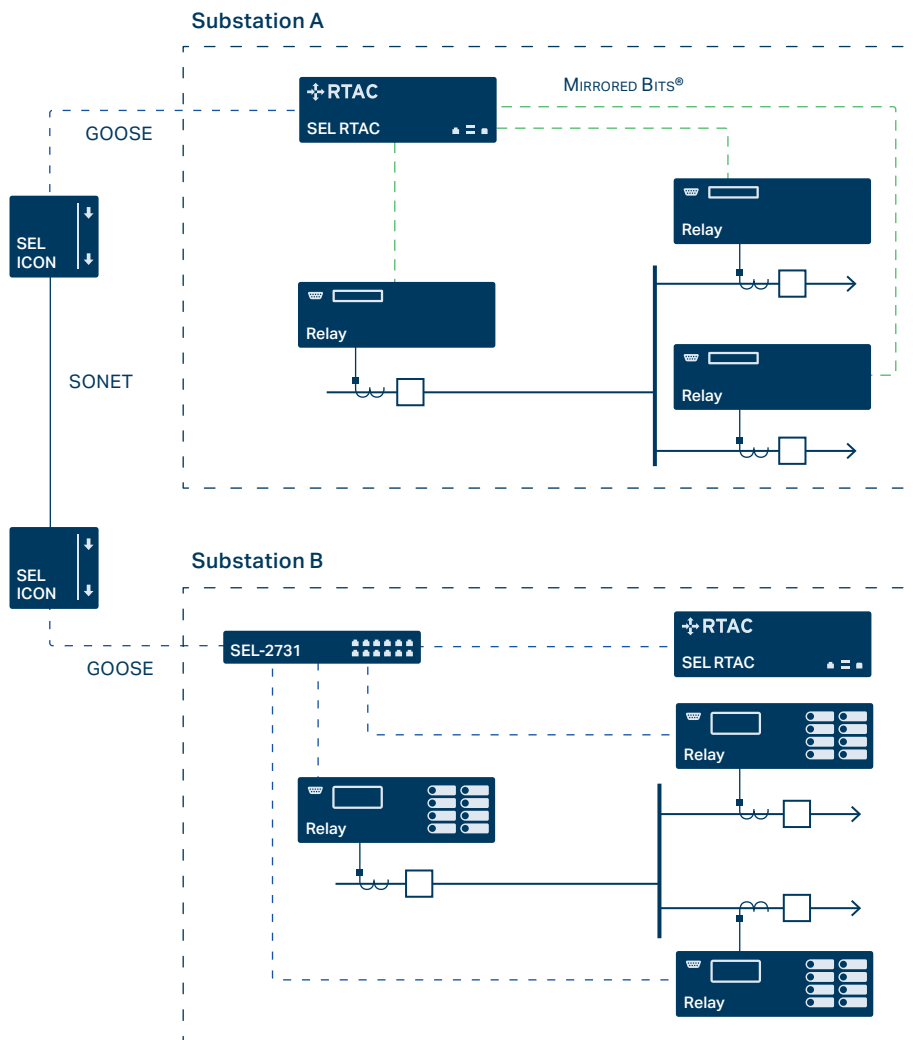 Substation A
RTAC
SEL RTAC
MIRRORED BITS®
GOOSE
Relay
SEL
ICON
Relay
SONET
Relay
SEL
ICON
Substation B
GOOSE
SEL-2731
RTAC
SEL RTAC
Relay
Relay
Relay